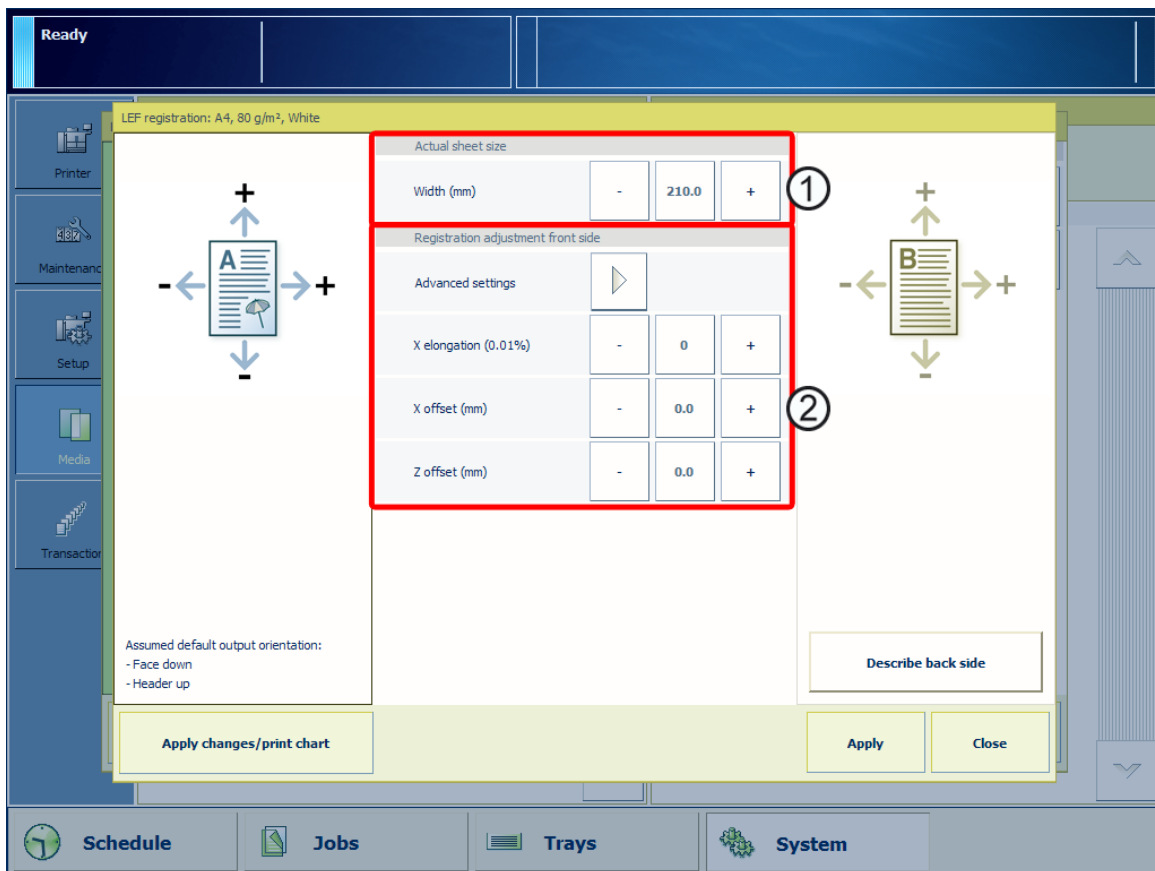 Ready
LEF registration: A4, 80 g/m², White
Printer
Maintenanc
Setup
Media
Transaction
+
A
- +
-
Assumed default output orientation:
- Face down
- Header up
Actual sheet size
Width (mm) - 210.0 +
1
Registration adjustment front side
Advanced settings
X elongation (0.01%) - 0 +
X offset (mm) - 0.0 +
2
Z offset (mm) - 0.0 +
+
B
- +
-
Describe back side
Apply changes/print chart
Apply
Close
Schedule
Jobs
Trays
System